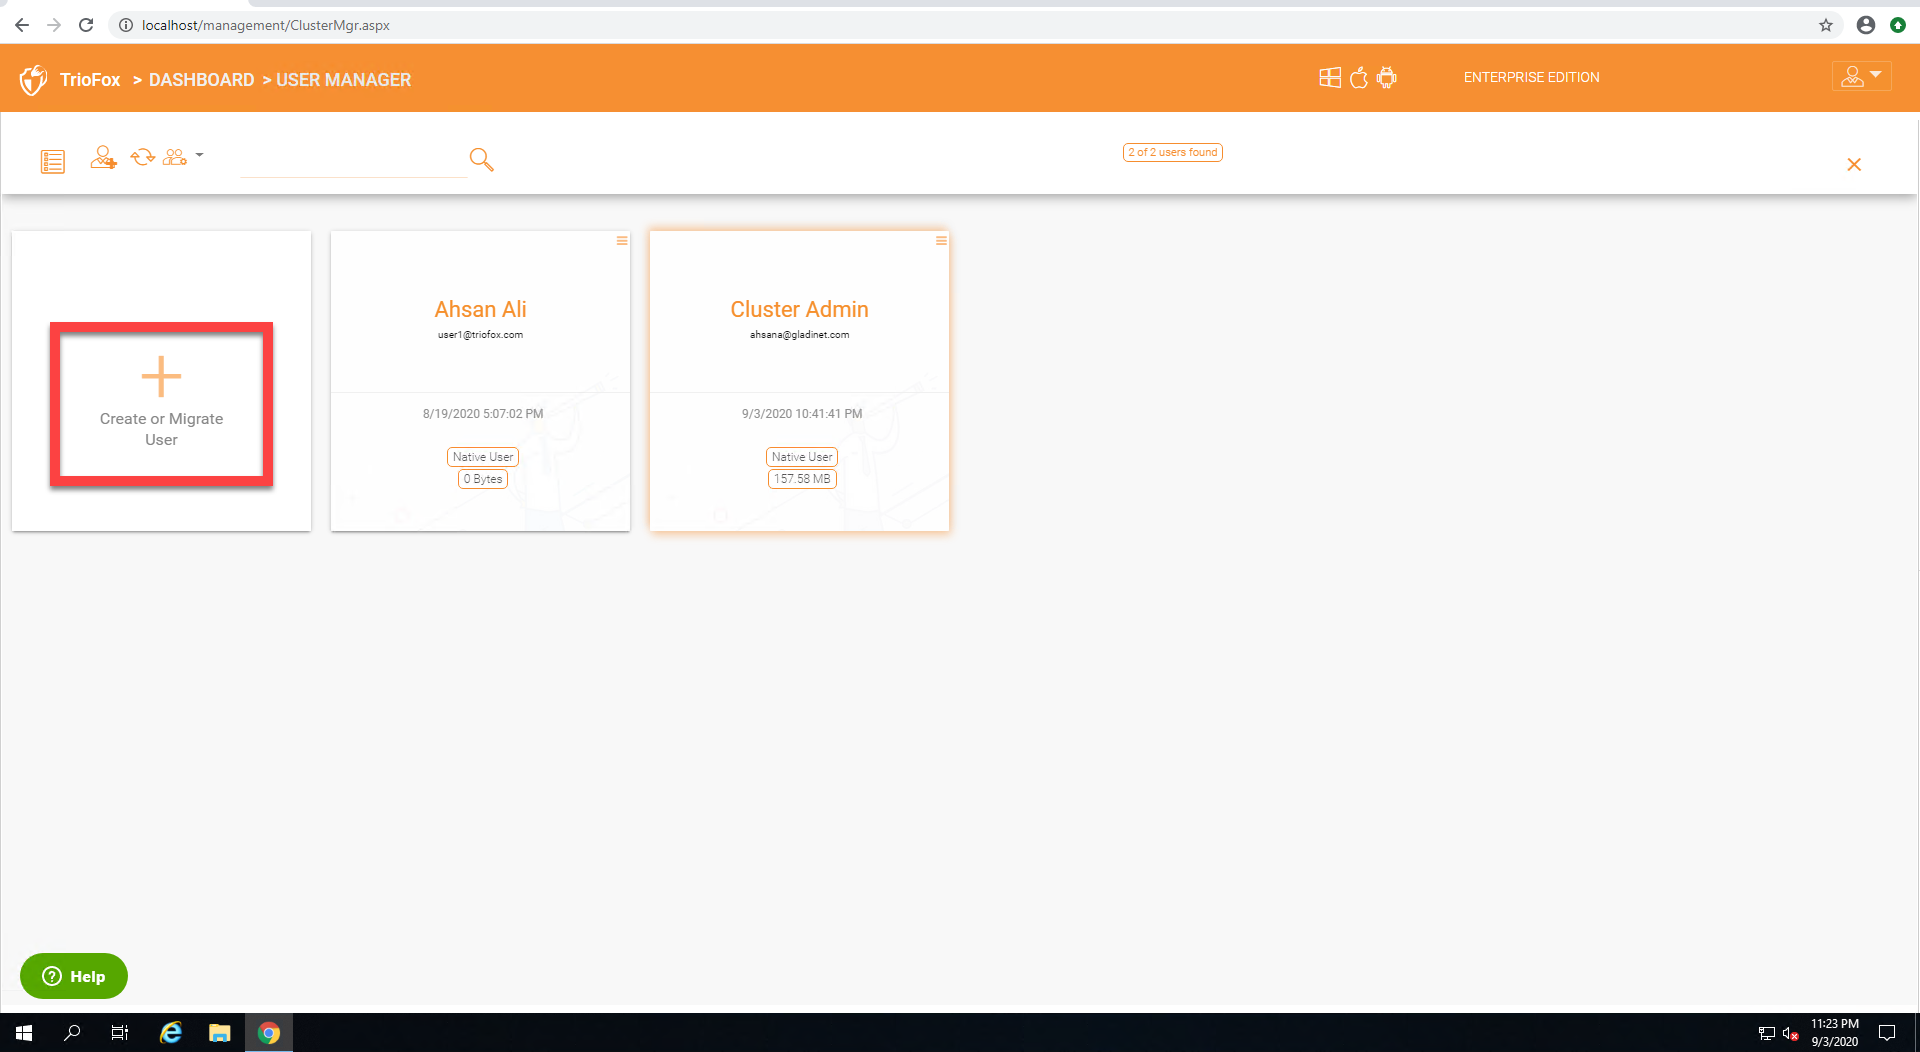 localhost/management/ClusterMgr.aspx
TrioFox > DASHBOARD > USER MANAGER
ENTERPRISE EDITION
2 of 2 users found
Create or Migrate
User
Ahsan Ali
user1@triofox.com
8/19/2020 5:07:02 PM
Native User
0 Bytes
Cluster Admin
ahsana@gladinet.com
9/3/2020 10:41:41 PM
Native User
157.58 MB
Help
11:23 PM
9/3/2020